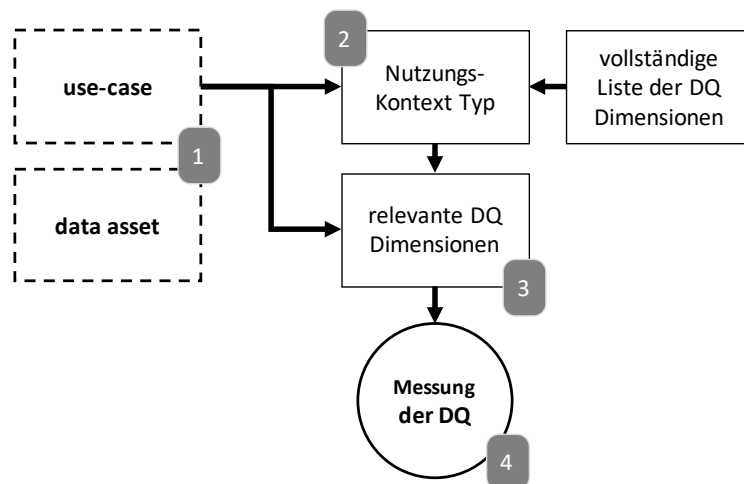 use-case
1
data asset
2
Nutzungs-
Kontext Typ
vollständige
Liste der DQ
Dimensionen
relevante DQ
Dimensionen
3
Messung
der DQ
4